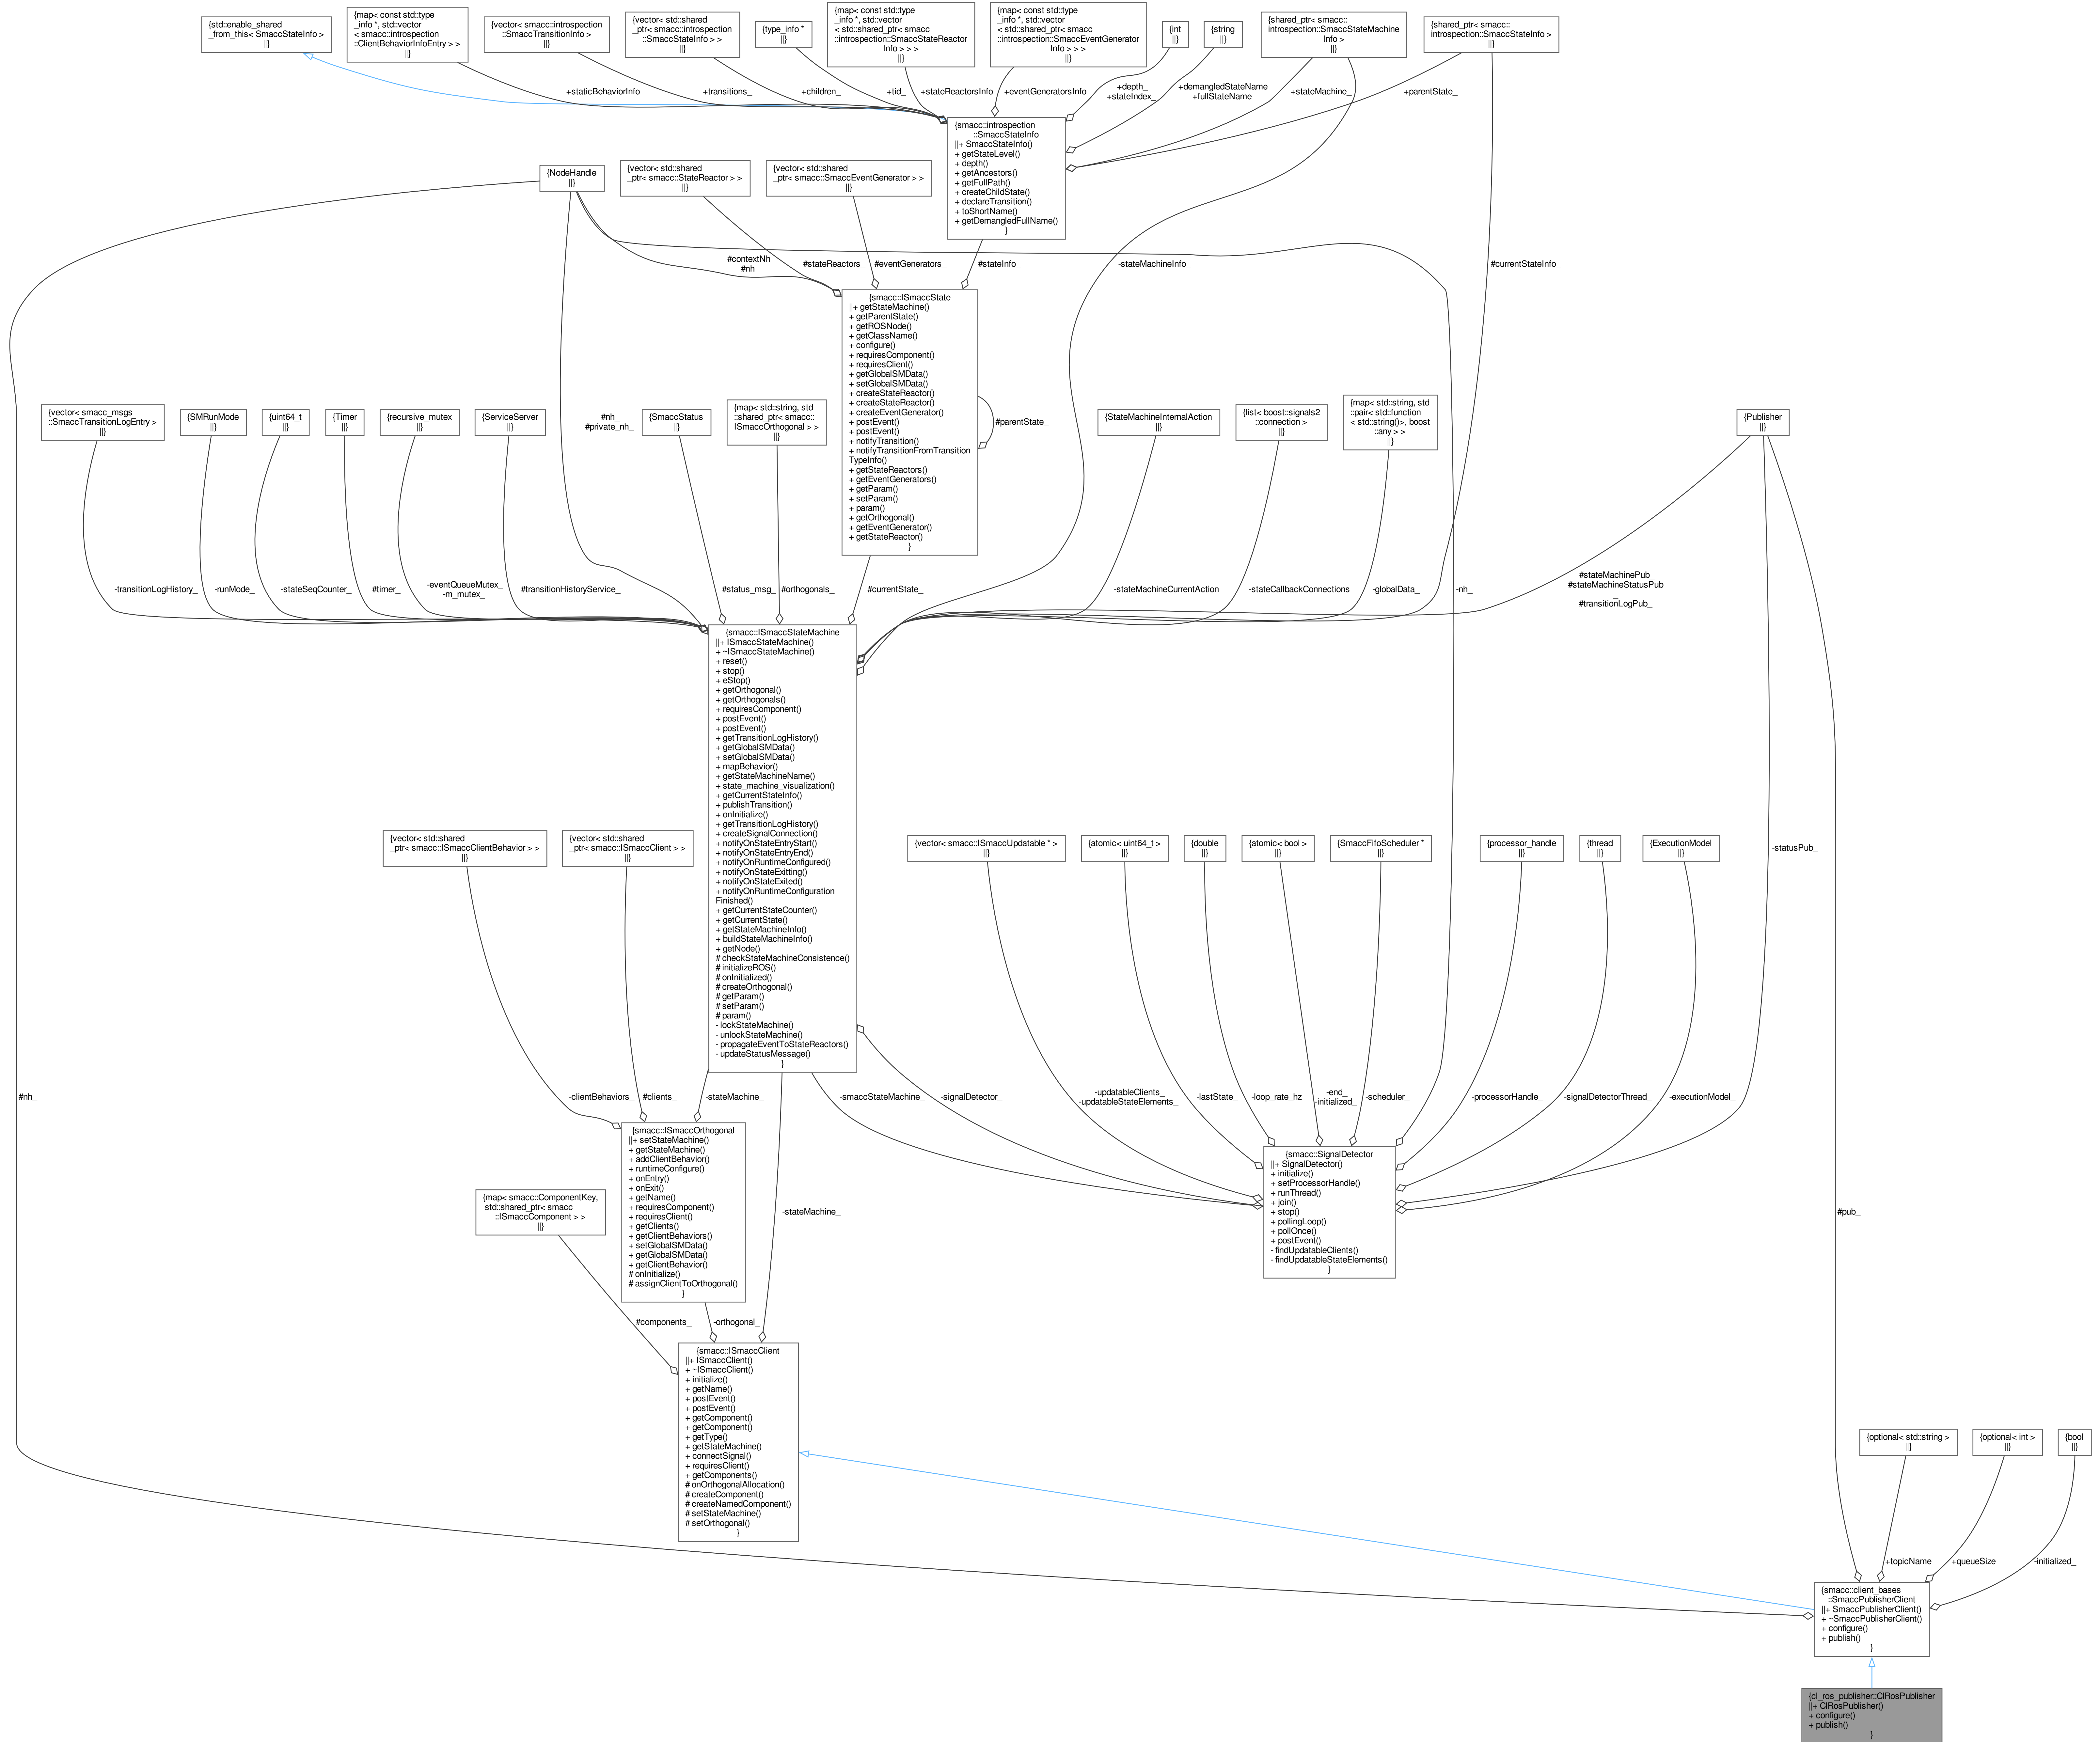 {std::enable_shared
_from_this< SmaccStateInfo >
||}
{map< const std::type
_info *, std::vector
< smacc::introspection
::ClientBehaviorInfoEntry > >
||}
{vector< smacc::introspection
::SmaccTransitionInfo >
||}
{vector< std::shared
_ptr< smacc::introspection
::SmaccStateInfo > >
||}
{type_info *
||}
{map< const std::type
_info *, std::vector
< std::shared_ptr< smacc
::introspection::SmaccStateReactor
Info > > >
||}
{map< const std::type
_info *, std::vector
< std::shared_ptr< smacc
::introspection::SmaccEventGenerator
Info > > >
||}
{int
||}
{string
||}
{shared_ptr< smacc::
introspection::SmaccStateMachine
Info >
||}
{shared_ptr< smacc::
introspection::SmaccStateInfo >
||}
+staticBehaviorInfo
+transitions_
+children_
+tid_
+stateReactorsInfo
+eventGeneratorsInfo
+depth_
+stateIndex_
+demangledStateName
+fullStateName
+stateMachine_
+parentState_
{smacc::introspection
::SmaccStateInfo
||+ SmaccStateInfo()
+ getStateLevel()
+ depth()
+ getAncestors()
+ getFullPath()
+ createChildState()
+ declareTransition()
+ toShortName()
+ getDemangledFullName()
}
{NodeHandle
||}
{vector< std::shared
_ptr< smacc::StateReactor > >
||}
{vector< std::shared
_ptr< smacc::SmaccEventGenerator > >
||}
#contextNh
#nh
#stateReactors_
#eventGenerators_
#stateInfo_
-stateMachineInfo_
#currentStateInfo_
{smacc::ISmaccState
||+ getStateMachine()
+ getParentState()
+ getROSNode()
+ getClassName()
+ configure()
+ requiresComponent()
+ requiresClient()
+ getGlobalSMData()
+ setGlobalSMData()
+ createStateReactor()
+ createStateReactor()
+ createEventGenerator()
+ postEvent()
+ postEvent()
+ notifyTransition()
+ notifyTransitionFromTransition
TypeInfo()
+ getStateReactors()
+ getEventGenerators()
+ getParam()
+ setParam()
+ param()
+ getOrthogonal()
+ getEventGenerator()
+ getStateReactor()
}
#parentState_
{vector< smacc_msgs
::SmaccTransitionLogEntry >
||}
{SMRunMode
||}
{uint64_t
||}
{Timer
||}
{recursive_mutex
||}
{ServiceServer
||}
#nh_
#private_nh_
{SmaccStatus
||}
{map< std::string, std
::shared_ptr< smacc::
ISmaccOrthogonal > >
||}
{StateMachineInternalAction
||}
{list< boost::signals2
::connection >
||}
{map< std::string, std
::pair< std::function
< std::string()>, boost
::any > >
||}
{Publisher
||}
-transitionLogHistory_
-runMode_
-stateSeqCounter_
#timer_
-eventQueueMutex_
-m_mutex_
#transitionHistoryService_
#status_msg_
#orthogonals_
#currentState_
-stateMachineCurrentAction
-stateCallbackConnections
-globalData_
-nh_
#stateMachinePub_
#stateMachineStatusPub
_
#transitionLogPub_
{smacc::ISmaccStateMachine
||+ ISmaccStateMachine()
+ ~ISmaccStateMachine()
+ reset()
+ stop()
+ eStop()
+ getOrthogonal()
+ getOrthogonals()
+ requiresComponent()
+ postEvent()
+ postEvent()
+ getTransitionLogHistory()
+ getGlobalSMData()
+ setGlobalSMData()
+ mapBehavior()
+ getStateMachineName()
+ state_machine_visualization()
+ getCurrentStateInfo()
+ publishTransition()
+ onInitialize()
+ getTransitionLogHistory()
+ createSignalConnection()
+ notifyOnStateEntryStart()
+ notifyOnStateEntryEnd()
+ notifyOnRuntimeConfigured()
+ notifyOnStateExitting()
+ notifyOnStateExited()
+ notifyOnRuntimeConfiguration
Finished()
+ getCurrentStateCounter()
+ getCurrentState()
+ getStateMachineInfo()
+ buildStateMachineInfo()
+ getNode()
# checkStateMachineConsistence()
# initializeROS()
# onInitialized()
# createOrthogonal()
# getParam()
# setParam()
# param()
- lockStateMachine()
- unlockStateMachine()
- propagateEventToStateReactors()
- updateStatusMessage()
}
{vector< std::shared
_ptr< smacc::ISmaccClientBehavior > >
||}
{vector< std::shared
_ptr< smacc::ISmaccClient > >
||}
{vector< smacc::ISmaccUpdatable * >
||}
{atomic< uint64_t >
||}
{double
||}
{atomic< bool >
||}
{SmaccFifoScheduler *
||}
{processor_handle
||}
{thread
||}
{ExecutionModel
||}
-statusPub_
#nh_
-clientBehaviors_
#clients_
-stateMachine_
-smaccStateMachine_
-signalDetector_
-updatableClients_
-updatableStateElements_
-lastState_
-loop_rate_hz
-end_
-initialized_
-scheduler_
-processorHandle_
-signalDetectorThread_
-executionModel_
{smacc::ISmaccOrthogonal
||+ setStateMachine()
+ getStateMachine()
+ addClientBehavior()
+ runtimeConfigure()
+ onEntry()
+ onExit()
+ getName()
+ requiresComponent()
+ requiresClient()
+ getClients()
+ getClientBehaviors()
+ setGlobalSMData()
+ getGlobalSMData()
+ getClientBehavior()
# onInitialize()
# assignClientToOrthogonal()
}
{smacc::SignalDetector
||+ SignalDetector()
+ initialize()
+ setProcessorHandle()
+ runThread()
+ join()
+ stop()
+ pollingLoop()
+ pollOnce()
+ postEvent()
- findUpdatableClients()
- findUpdatableStateElements()
}
{map< smacc::ComponentKey,
std::shared_ptr< smacc
::ISmaccComponent > >
||}
-stateMachine_
#pub_
#components_
-orthogonal_
{smacc::ISmaccClient
||+ ISmaccClient()
+ ~ISmaccClient()
+ initialize()
+ getName()
+ postEvent()
+ postEvent()
+ getComponent()
+ getComponent()
+ getType()
+ getStateMachine()
+ connectSignal()
+ requiresClient()
+ getComponents()
# onOrthogonalAllocation()
# createComponent()
# createNamedComponent()
# setStateMachine()
# setOrthogonal()
}
{optional< std::string >
||}
{optional< int >
||}
{bool
||}
+topicName
+queueSize
-initialized_
{smacc::client_bases
::SmaccPublisherClient
||+ SmaccPublisherClient()
+ ~SmaccPublisherClient()
+ configure()
+ publish()
}
{cl_ros_publisher::ClRosPublisher
||+ ClRosPublisher()
+ configure()
+ publish()
}